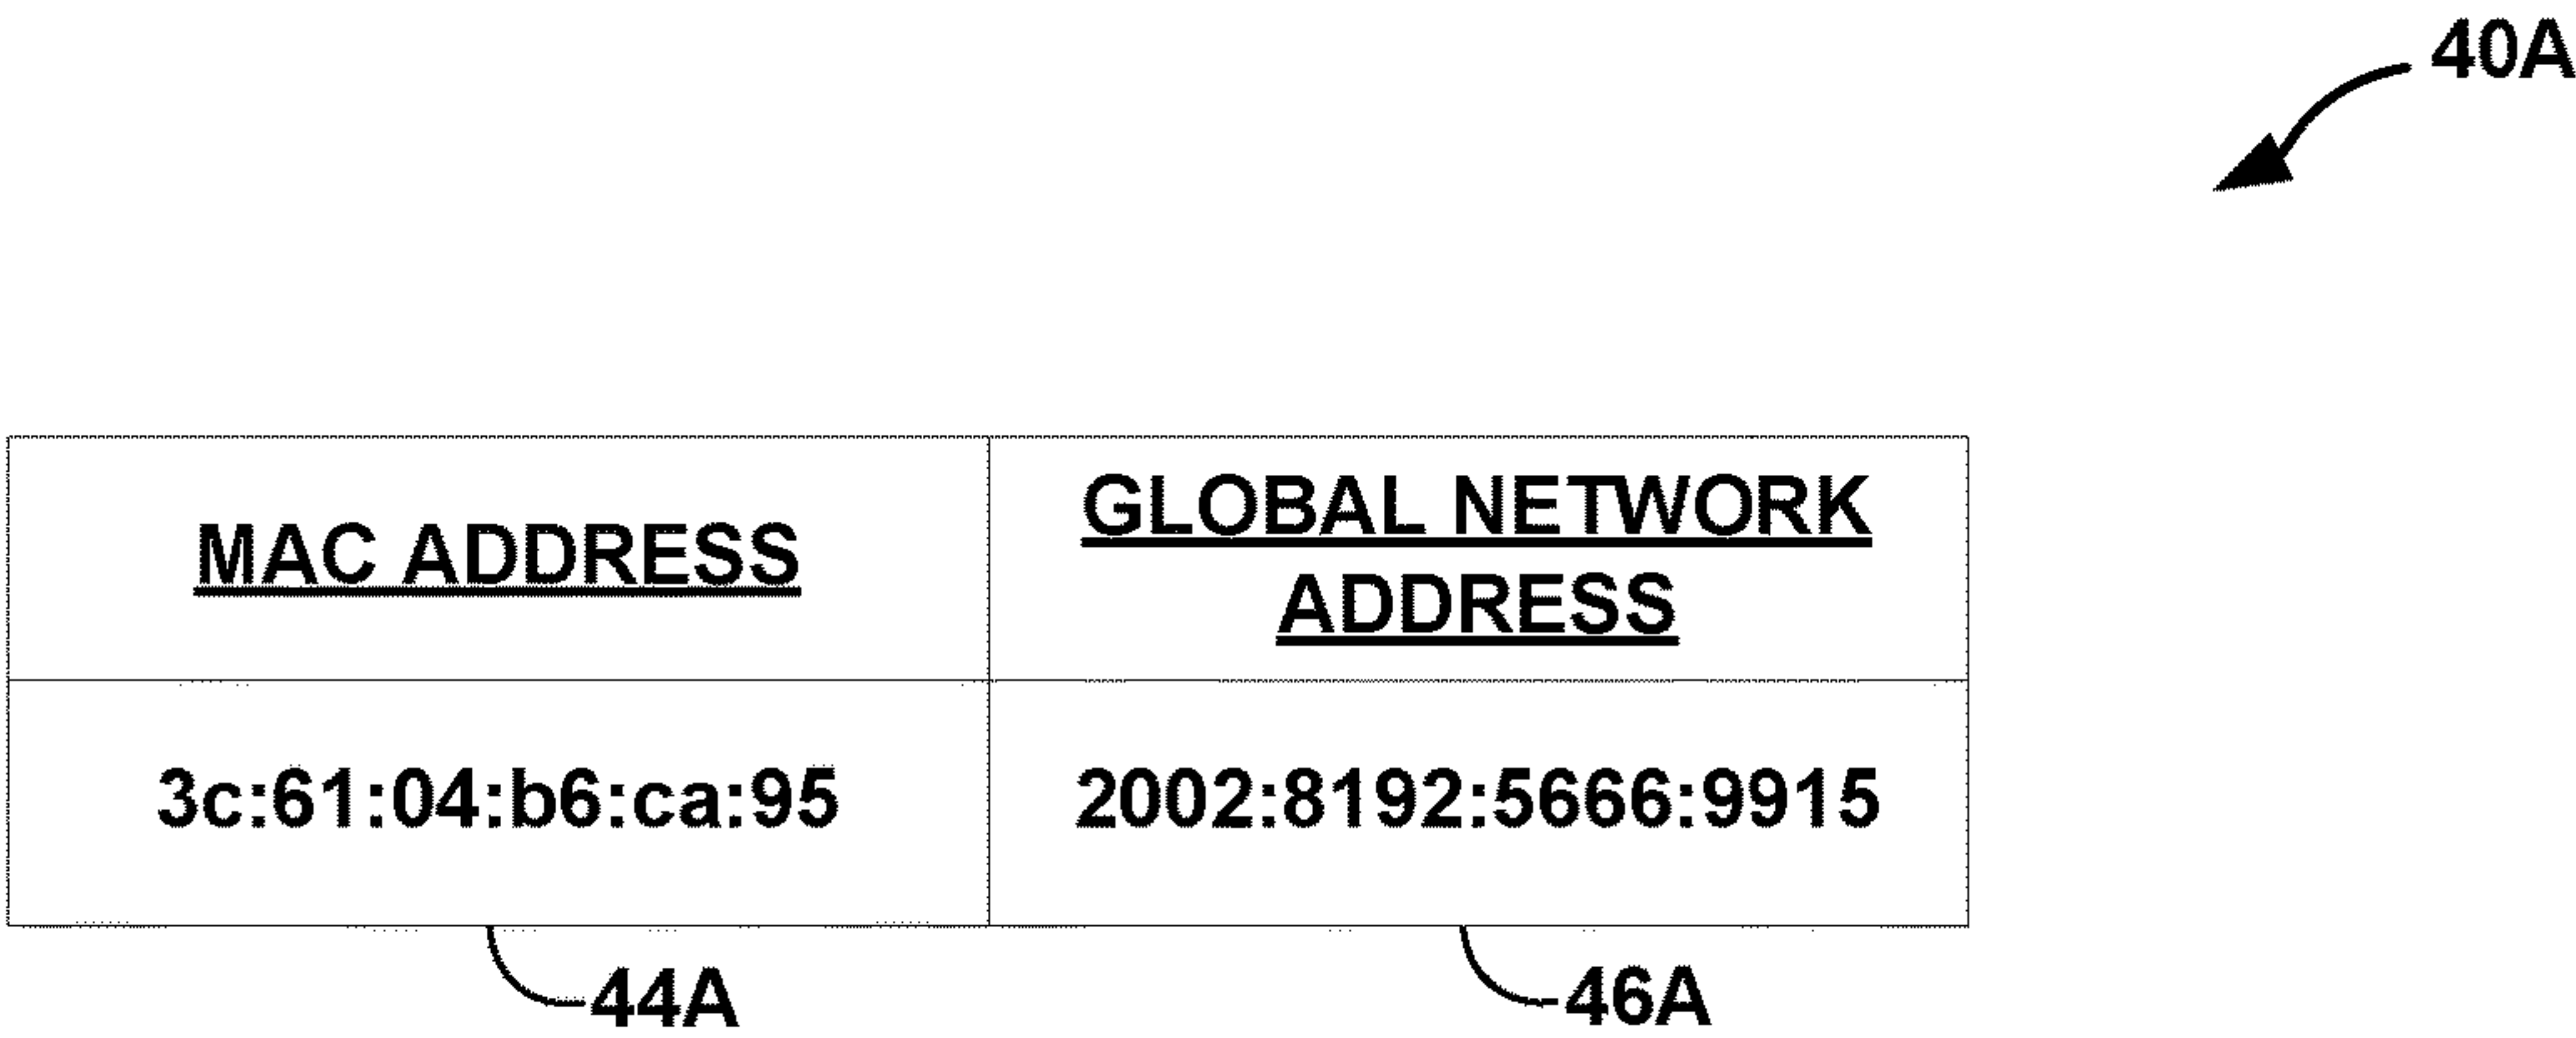 40A
MAC ADDRESS
GLOBAL NETWORK
ADDRESS
3c:61:04:b6:ca:95
2002:8192:5666:9915
44A
46A